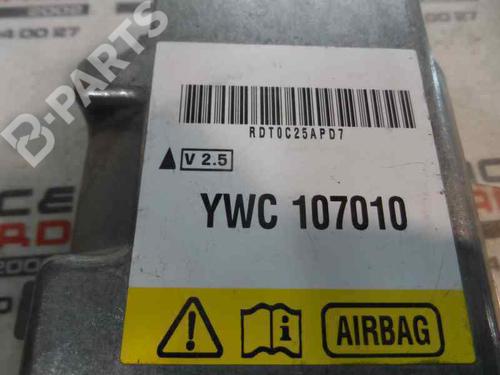 B-PARTS
RDT0C25APD7
V 2.5
YWC 107010
AIRBAG